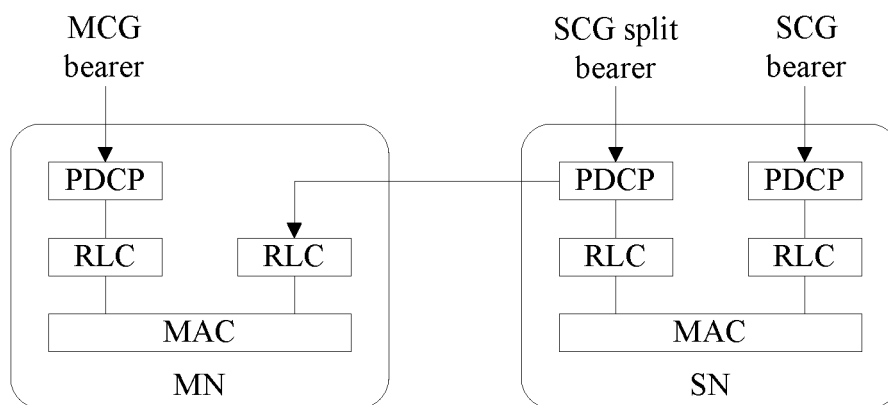 MCG
bearer
SCG split
bearer
SCG
bearer
PDCP
PDCP
PDCP
RLC
RLC
RLC
RLC
MAC
MAC
MN
SN